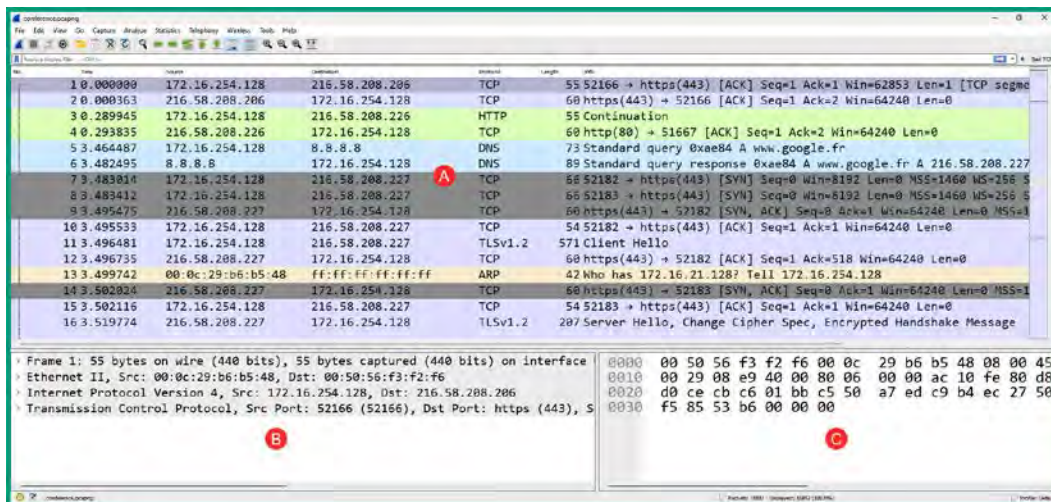 conference.pcapng
File Edit View Go Capture Analyze Statistics Telephony Wireless Tools Help
No. Time Source Destination Protocol Length Info
1 0.000000 172.16.254.128 216.58.208.206 TCP 55 52166 → https(443) [ACK] Seq=1 Ack=1 Win=62853 Len=1 [TCP segme
2 0.000363 216.58.208.206 172.16.254.128 TCP 60 https(443) → 52166 [ACK] Seq=1 Ack=2 Win=64240 Len=0
3 0.289945 172.16.254.128 216.58.208.226 HTTP 55 Continuation
4 0.293835 216.58.208.226 172.16.254.128 TCP 60 http(80) → 51667 [ACK] Seq=1 Ack=2 Win=64240 Len=0
5 3.464487 172.16.254.128 8.8.8.8 DNS 73 Standard query 0xae84 A www.google.fr
6 3.482495 8.8.8.8 172.16.254.128 DNS 89 Standard query response 0xae84 A www.google.fr A 216.58.208.227
A
7 3.483014 172.16.254.128 216.58.208.227 TCP 66 52182 → https(443) [SYN] Seq=0 Win=8192 Len=0 MSS=1460 WS=256 S
8 3.483412 172.16.254.128 216.58.208.227 TCP 66 52183 → https(443) [SYN] Seq=0 Win=8192 Len=0 MSS=1460 WS=256 S
9 3.495475 216.58.208.227 172.16.254.128 TCP 60 https(443) → 52182 [SYN, ACK] Seq=0 Ack=1 Win=64240 Len=0 MSS=1
10 3.495533 172.16.254.128 216.58.208.227 TCP 54 52182 → https(443) [ACK] Seq=1 Ack=1 Win=64240 Len=0
11 3.496481 172.16.254.128 216.58.208.227 TLSv1.2 571 Client Hello
12 3.496735 216.58.208.227 172.16.254.128 TCP 60 https(443) → 52182 [ACK] Seq=1 Ack=518 Win=64240 Len=0
13 3.499742 00:0c:29:b6:b5:48 ff:ff:ff:ff:ff:ff ARP 42 Who has 172.16.21.128? Tell 172.16.254.128
14 3.502024 216.58.208.227 172.16.254.128 TCP 60 https(443) → 52183 [SYN, ACK] Seq=0 Ack=1 Win=64240 Len=0 MSS=1
15 3.502116 172.16.254.128 216.58.208.227 TCP 54 52183 → https(443) [ACK] Seq=1 Ack=1 Win=64240 Len=0
16 3.519774 216.58.208.227 172.16.254.128 TLSv1.2 207 Server Hello, Change Cipher Spec, Encrypted Handshake Message
Frame 1: 55 bytes on wire (440 bits), 55 bytes captured (440 bits) on interface
Ethernet II, Src: 00:0c:29:b6:b5:48, Dst: 00:50:56:f3:f2:f6
Internet Protocol Version 4, Src: 172.16.254.128, Dst: 216.58.208.206
Transmission Control Protocol, Src Port: 52166 (52166), Dst Port: https (443), S
B
0000 00 50 56 f3 f2 f6 00 0c 29 b6 b5 48 08 00 45
0010 00 29 08 e9 40 00 80 06 00 00 ac 10 fe 80 d8
0020 d0 ce cb c6 01 bb c5 50 a7 ed c9 b4 ec 27 50
0030 f5 85 53 b6 00 00 00
C
conference.pcapng